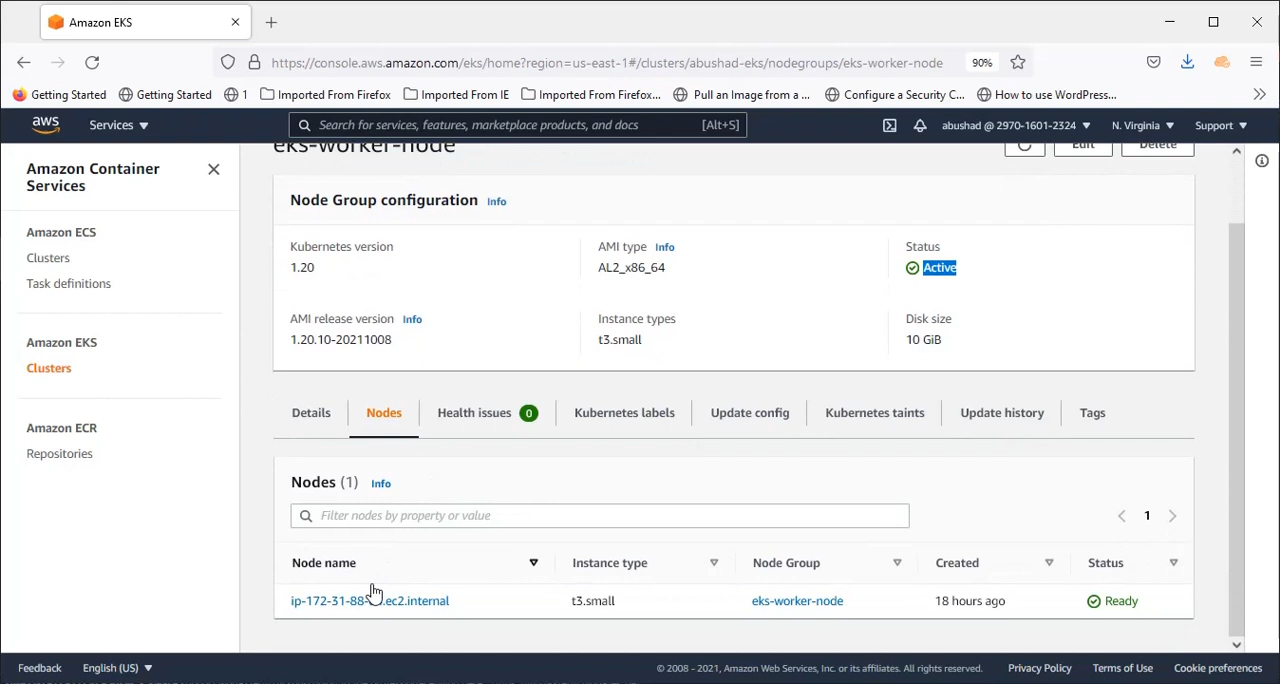 Amazon EKS
https://console.aws.amazon.com/eks/home?region=us-east-1#/clusters/abushad-eks/nodegroups/eks-worker-node
90%
Getting Started
Getting Started
1
Imported From Firefox
Imported From IE
Imported From Firefox...
Pull an Image from a ...
Configure a Security C...
How to use WordPress...
aws
Services
Search for services, features, marketplace products, and docs
[Alt+S]
abushad @ 2970-1601-2324
N. Virginia
Support
Amazon Container
Services
Amazon ECS
Clusters
Task definitions
Amazon EKS
Clusters
Amazon ECR
Repositories
eks-worker-node
Edit
Delete
Node Group configuration Info
Kubernetes version
1.20
AMI type Info
AL2_x86_64
Status
Active
AMI release version Info
1.20.10-20211008
Instance types
t3.small
Disk size
10 GiB
Details
Nodes
Health issues 0
Kubernetes labels
Update config
Kubernetes taints
Update history
Tags
Nodes (1) Info
Filter nodes by property or value
1
Node name
Instance type
Node Group
Created
Status
ip-172-31-88- .ec2.internal
t3.small
eks-worker-node
18 hours ago
Ready
Feedback
English (US)
© 2008 - 2021, Amazon Web Services, Inc. or its affiliates. All rights reserved.
Privacy Policy
Terms of Use
Cookie preferences